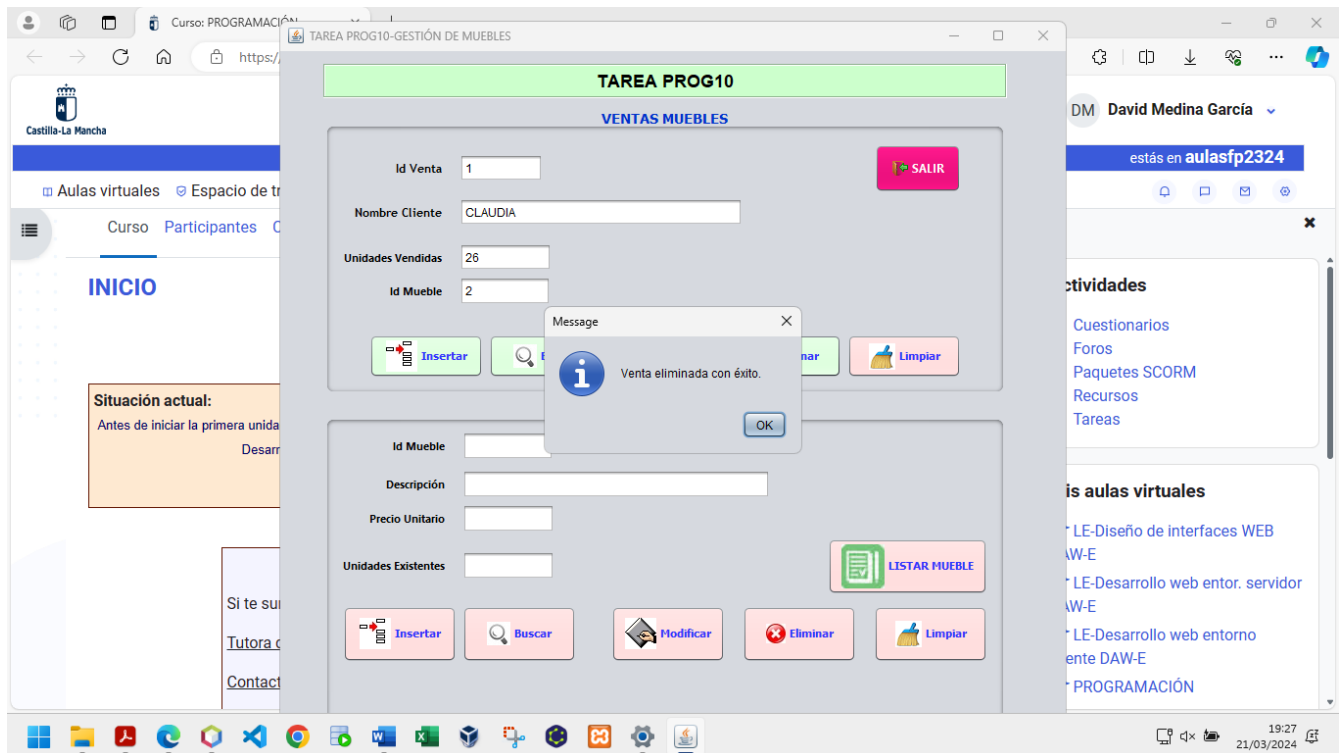 Curso: PROGRAMACIÓN
TAREA PROG10-GESTIÓN DE MUEBLES
https:/
TAREA PROG10
VENTAS MUEBLES
Castilla-La Mancha
DM David Medina García
estás en aulasfp2324
Aulas virtuales
Espacio de tr
Curso Participantes C
INICIO
Id Venta 1
SALIR
Nombre Cliente CLAUDIA
Unidades Vendidas 26
Id Mueble 2
Insertar
nar
Limpiar
Message
Venta eliminada con éxito.
OK
Situación actual:
Antes de iniciar la primera unida
Desarr
Id Mueble
Descripción
Precio Unitario
Unidades Existentes
LISTAR MUEBLE
Insertar
Buscar
Modificar
Eliminar
Limpiar
Si te sur
Tutora d
Contact
ctividades
Cuestionarios
Foros
Paquetes SCORM
Recursos
Tareas
is aulas virtuales
LE-Diseño de interfaces WEB
AW-E
LE-Desarrollo web entor. servidor
AW-E
LE-Desarrollo web entorno
ente DAW-E
PROGRAMACIÓN
19:27
21/03/2024